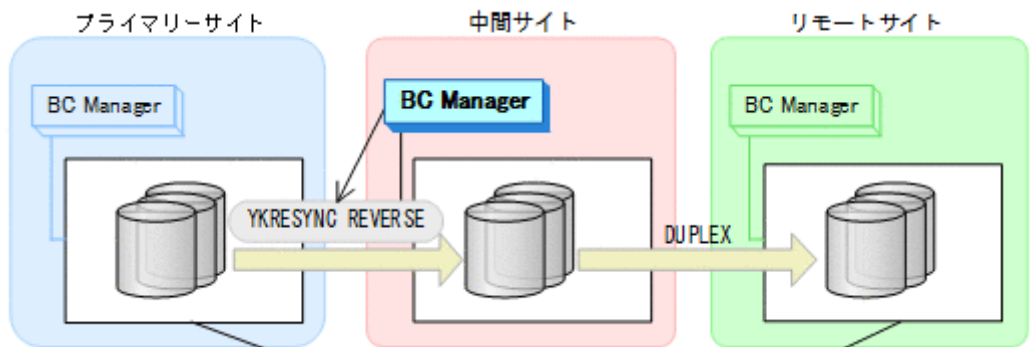 プライマリーサイト
中間サイト
リモートサイト
BC Manager
BC Manager
BC Manager
YKRESYNC REVERSE
DUPLEX